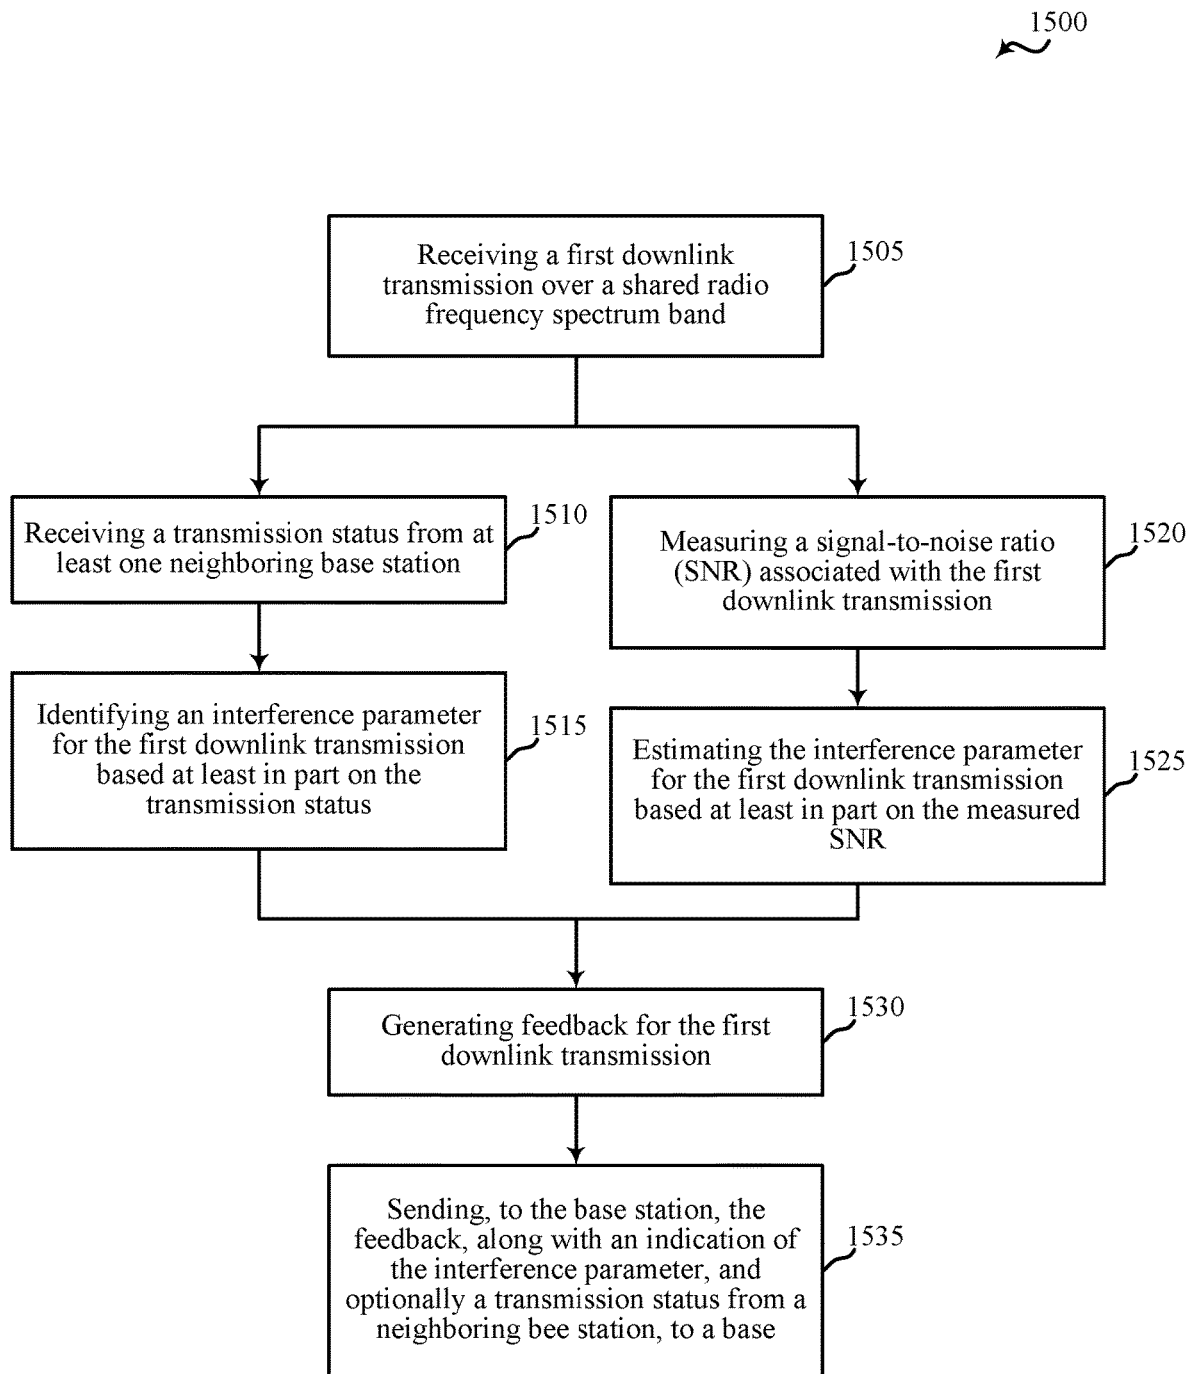 1500
Receiving a first downlink
transmission over a shared radio
frequency spectrum band
1505
Receiving a transmission status from at
least one neighboring base station
1510
Identifying an interference parameter
for the first downlink transmission
based at least in part on the
transmission status
1515
Measuring a signal-to-noise ratio
(SNR) associated with the first
downlink transmission
1520
Estimating the interference parameter
for the first downlink transmission
based at least in part on the measured
SNR
1525
Generating feedback for the first
downlink transmission
1530
Sending, to the base station, the
feedback, along with an indication of
the interference parameter, and
optionally a transmission status from a
neighboring bee station, to a base
1535